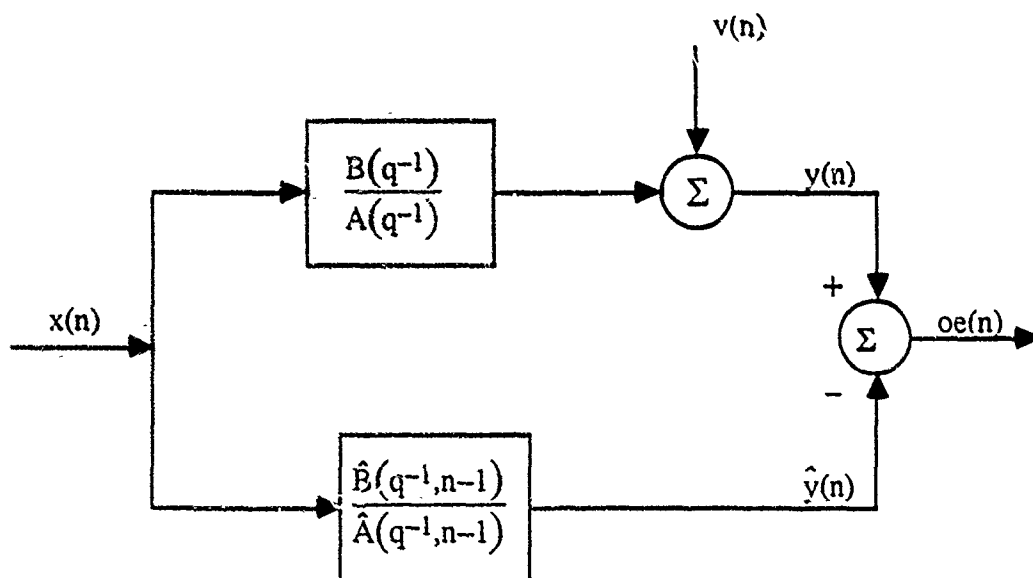 v(n)
B(q⁻¹)
A(q⁻¹)
Σ
y(n)
+
x(n)
Σ
oe(n)
−
B̂(q⁻¹,n−1)
Â(q⁻¹,n−1)
ŷ(n)